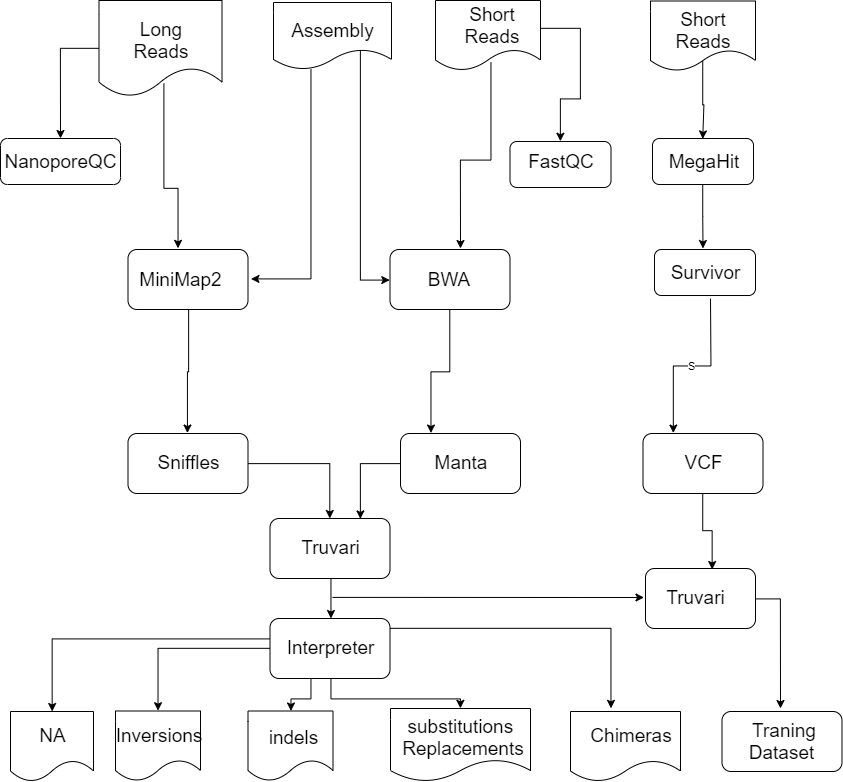 Long
Reads
Assembly
Short
Reads
Short
Reads
NanoporeQC
FastQC
MegaHit
MiniMap2
BWA
Survivor
s
Sniffles
Manta
VCF
Truvari
Truvari
Interpreter
NA
Inversions
indels
substitutions
Replacements
Chimeras
Traning
Dataset